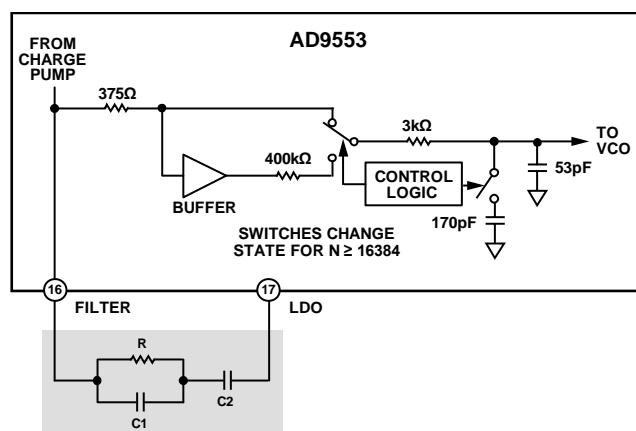 AD9553
FROM
CHARGE
PUMP
375Ω
3kΩ
TO
VCO
400kΩ
BUFFER
CONTROL
LOGIC
53pF
170pF
SWITCHES CHANGE
STATE FOR N ≥ 16384
16
FILTER
17
LDO
R
C1
C2